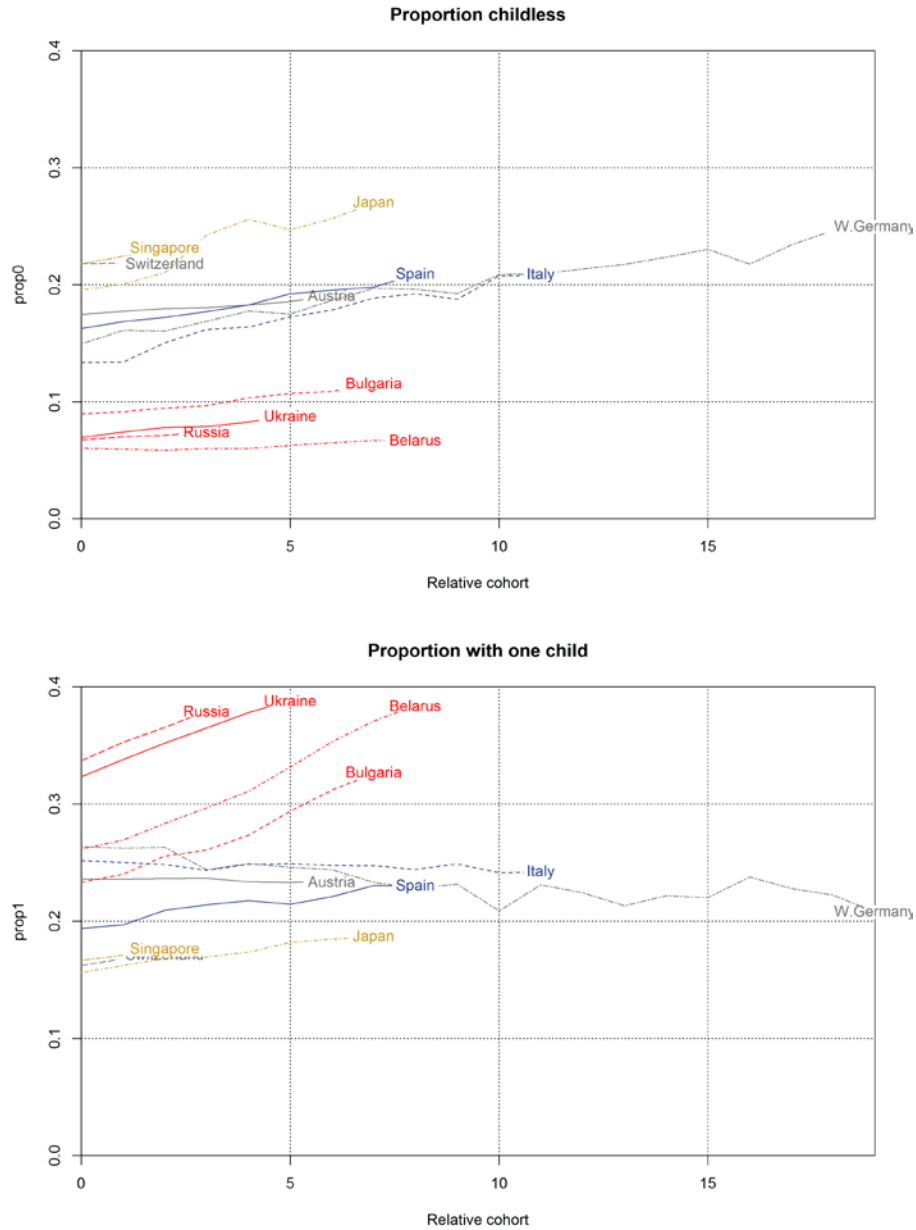 Proportion childless
0.4
0.3
0.2
0.1
0.0
prop0
Japan
W.Germany
Singapore
Switzerland
Spain
Italy
Austria
Bulgaria
Ukraine
Russia
Belarus
0 5 10 15
Relative cohort
Proportion with one child
0.4
0.3
0.2
0.1
0.0
prop1
Ukraine
Russia
Belarus
Bulgaria
Italy
Austria
Spain
W.Germany
Japan
Singapore
Switzerland
0 5 10 15
Relative cohort